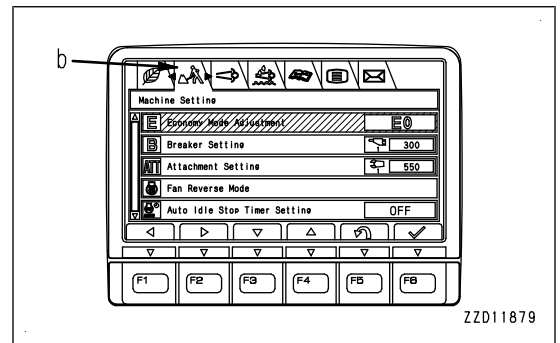 b
Machine Setting
E Economy Mode Adjustment E0
B Breaker Setting 300
ATT Attachment Setting 550
Fan Reverse Mode
Auto Idle Stop Timer Setting OFF
F1 F2 F3 F4 F5 F6
ZZD11879